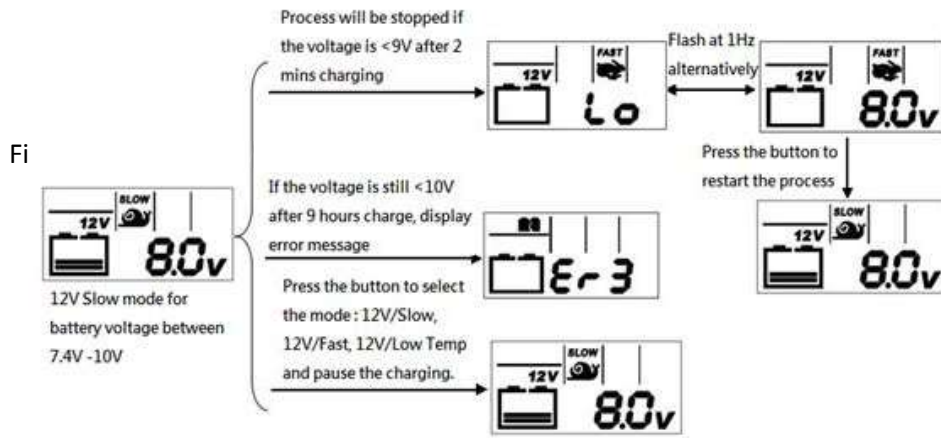 Process will be stopped if
the voltage is <9V after 2
mins charging
FAST
12V
Lo
Flash at 1Hz
alternatively
FAST
12V
8.0v
Press the button to
restart the process
SLOW
12V
8.0v
Fi
SLOW
12V
8.0v
12V Slow mode for
battery voltage between
7.4V -10V
If the voltage is still <10V
after 9 hours charge, display
error message
Er3
Press the button to select
the mode : 12V/Slow,
12V/Fast, 12V/Low Temp
and pause the charging.
SLOW
12V
8.0v